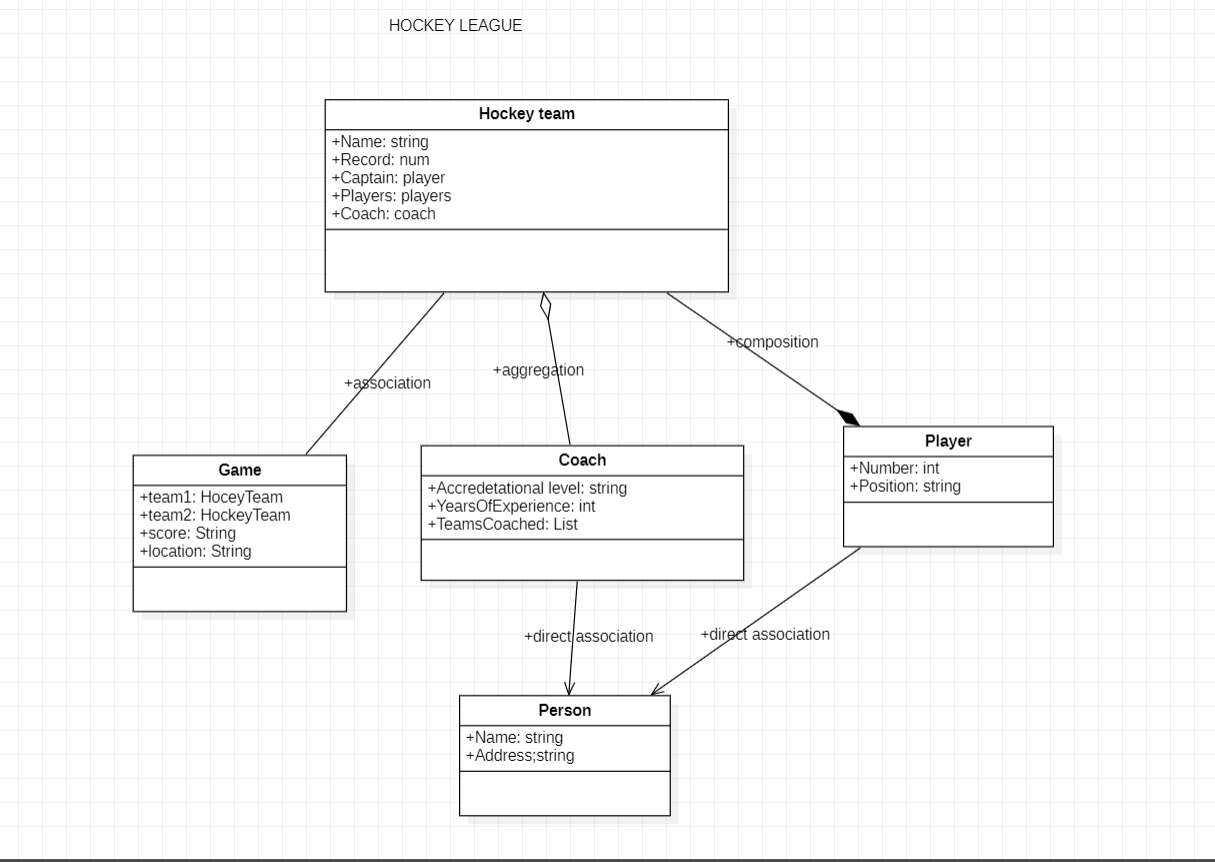 HOCKEY LEAGUE
Hockey team
+Name: string
+Record: num
+Captain: player
+Players: players
+Coach: coach
+composition
+aggregation
+association
Game
+team1: HoceyTeam
+team2: HockeyTeam
+score: String
+location: String
Coach
+Accredetational level: string
+YearsOfExperience: int
+TeamsCoached: List
Player
+Number: int
+Position: string
+direct association
+direct association
Person
+Name: string
+Address;string